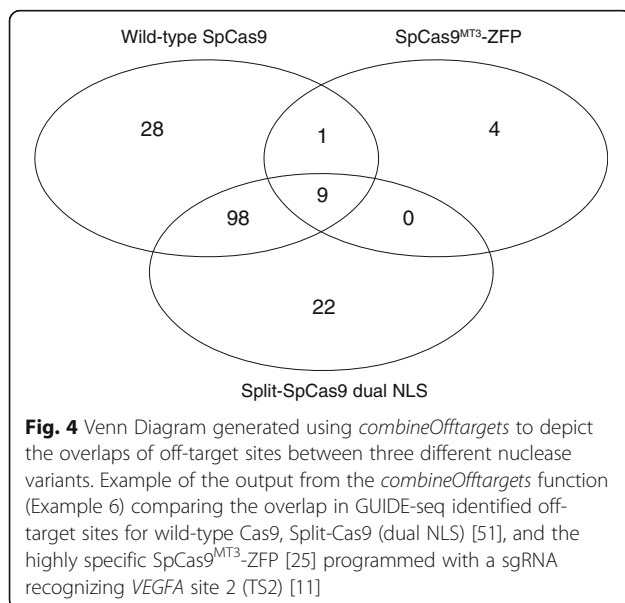 Wild-type SpCas9
SpCas9^MT3-ZFP
28
1
4
9
98
0
22
Split-SpCas9 dual NLS
Fig. 4 Venn Diagram generated using combineOfftargets to depict
the overlaps of off-target sites between three different nuclease
variants. Example of the output from the combineOfftargets function
(Example 6) comparing the overlap in GUIDE-seq identified off-
target sites for wild-type Cas9, Split-Cas9 (dual NLS) [51], and the
highly specific SpCas9^MT3-ZFP [25] programmed with a sgRNA
recognizing VEGFA site 2 (TS2) [11]